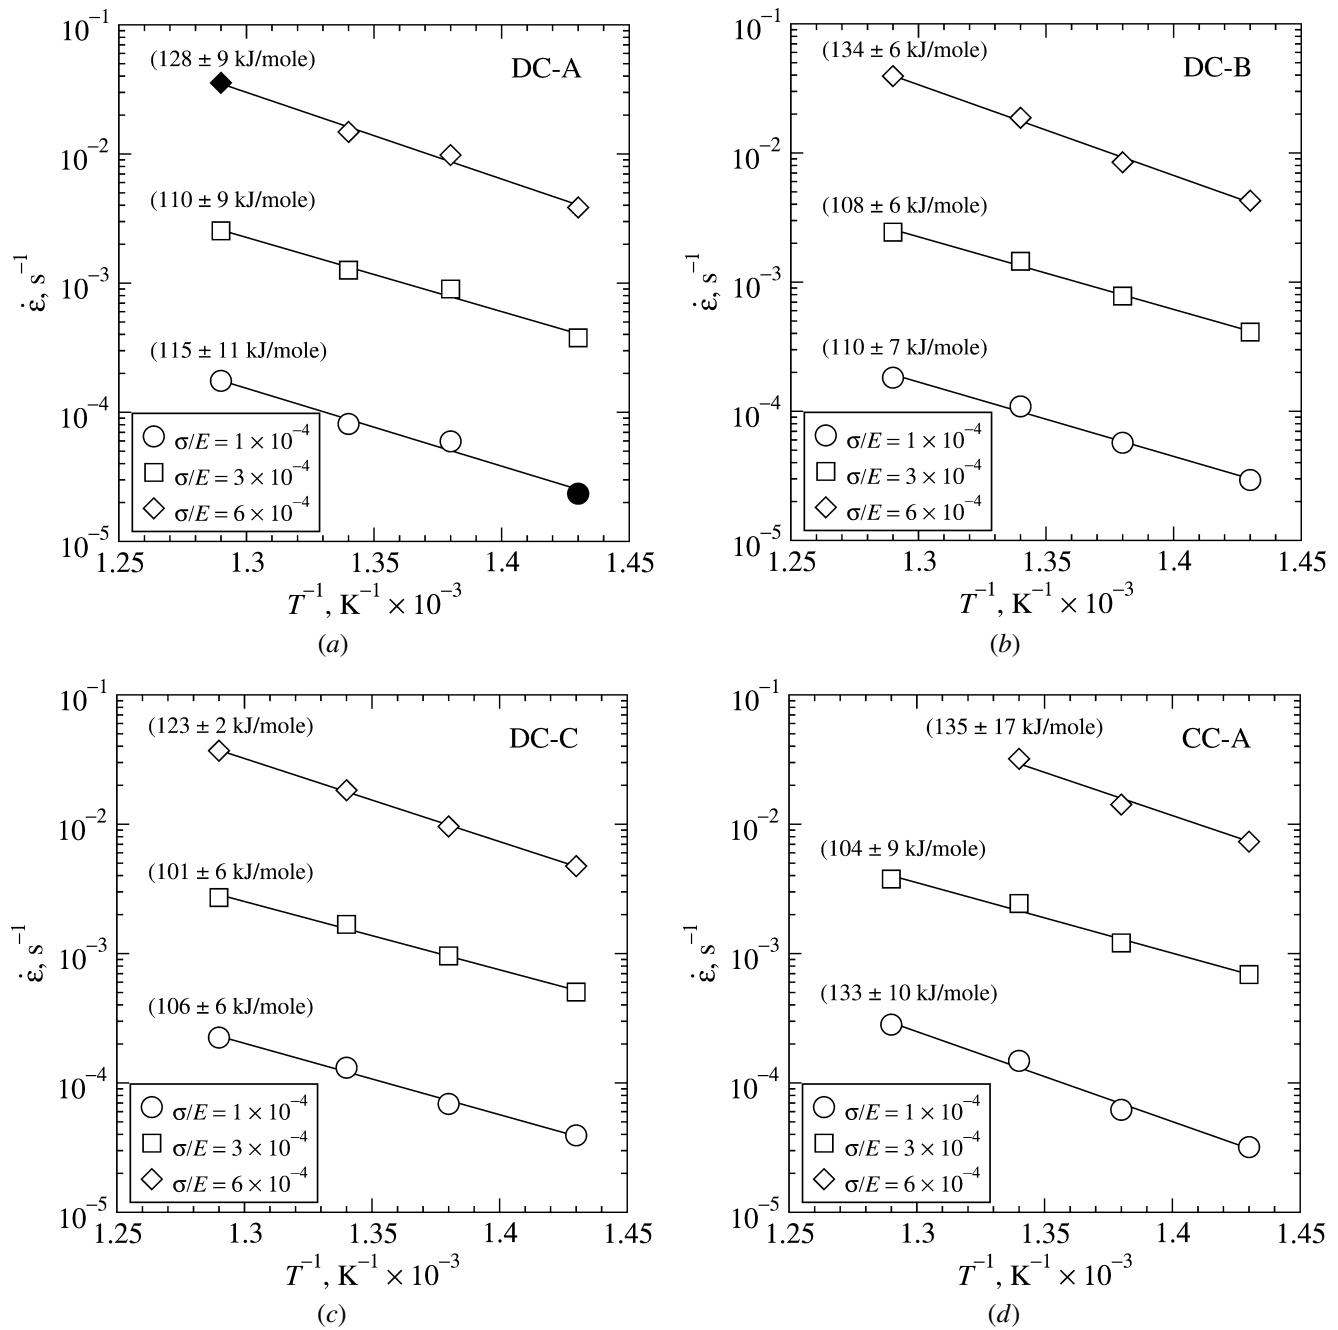 10⁻¹
10⁻²
10⁻³
10⁻⁴
10⁻⁵
ε̇, s⁻¹
(128 ± 9 kJ/mole)
DC-A
(110 ± 9 kJ/mole)
(115 ± 11 kJ/mole)
σ/E = 1 × 10⁻⁴
σ/E = 3 × 10⁻⁴
σ/E = 6 × 10⁻⁴
1.25 1.3 1.35 1.4 1.45
T⁻¹, K⁻¹ × 10⁻³
(a)
10⁻¹
10⁻²
10⁻³
10⁻⁴
10⁻⁵
ε̇, s⁻¹
(134 ± 6 kJ/mole)
DC-B
(108 ± 6 kJ/mole)
(110 ± 7 kJ/mole)
σ/E = 1 × 10⁻⁴
σ/E = 3 × 10⁻⁴
σ/E = 6 × 10⁻⁴
1.25 1.3 1.35 1.4 1.45
T⁻¹, K⁻¹ × 10⁻³
(b)
10⁻¹
10⁻²
10⁻³
10⁻⁴
10⁻⁵
ε̇, s⁻¹
(123 ± 2 kJ/mole)
DC-C
(101 ± 6 kJ/mole)
(106 ± 6 kJ/mole)
σ/E = 1 × 10⁻⁴
σ/E = 3 × 10⁻⁴
σ/E = 6 × 10⁻⁴
1.25 1.3 1.35 1.4 1.45
T⁻¹, K⁻¹ × 10⁻³
(c)
10⁻¹
10⁻²
10⁻³
10⁻⁴
10⁻⁵
ε̇, s⁻¹
(135 ± 17 kJ/mole)
CC-A
(104 ± 9 kJ/mole)
(133 ± 10 kJ/mole)
σ/E = 1 × 10⁻⁴
σ/E = 3 × 10⁻⁴
σ/E = 6 × 10⁻⁴
1.25 1.3 1.35 1.4 1.45
T⁻¹, K⁻¹ × 10⁻³
(d)